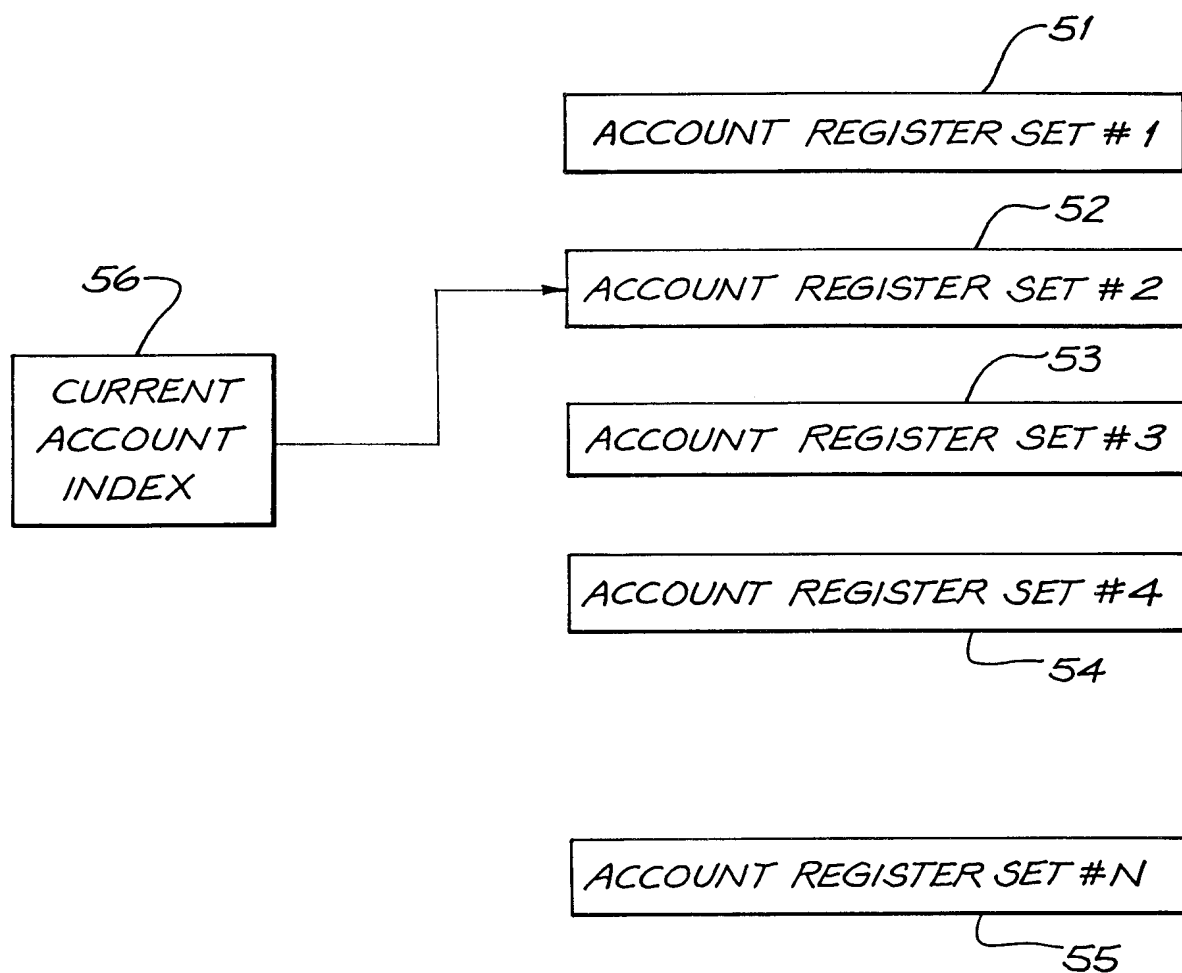 51
ACCOUNT REGISTER SET #1
52
ACCOUNT REGISTER SET #2
56
CURRENT
ACCOUNT
INDEX
53
ACCOUNT REGISTER SET #3
ACCOUNT REGISTER SET #4
54
ACCOUNT REGISTER SET #N
55